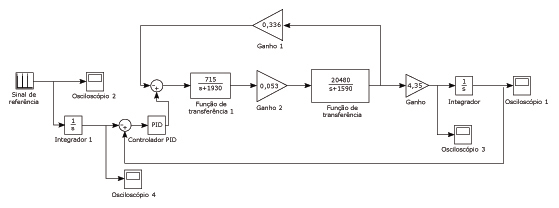 0,336
Ganho 1
Sinal de
referência
Osciloscópio 2
715
s+1930
Função de
transferência 1
0,053
Ganho 2
20480
s+1590
Função de
transferência
4,35
Ganho
1
s
Integrador
Osciloscópio 1
1
s
Integrador 1
PID
Controlador PID
Osciloscópio 3
Osciloscópio 4